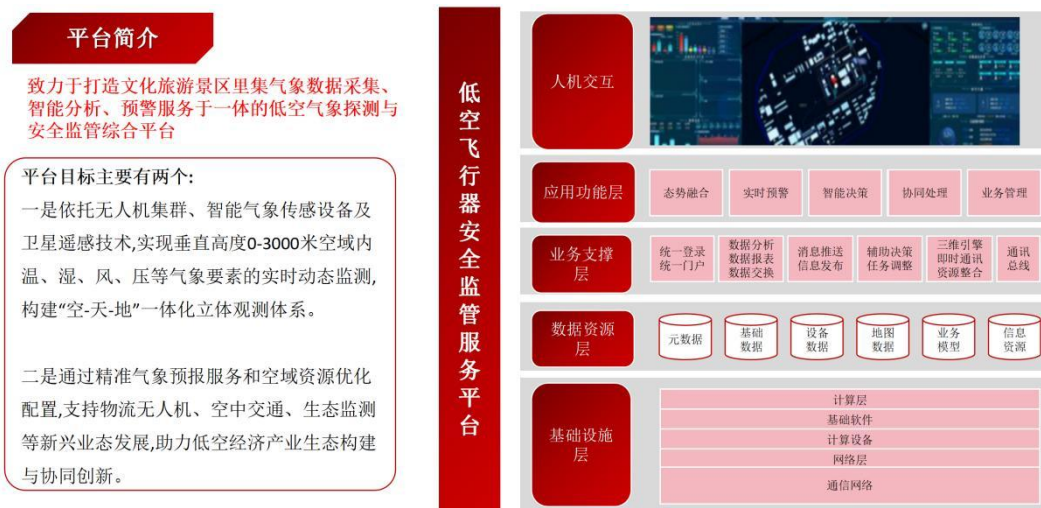 平台简介
致力于打造文化旅游景区里集气象数据采集、
智能分析、预警服务于一体的低空气象探测与
安全监管综合平台
平台目标主要有两个:
一是依托无人机集群、智能气象传感设备及
卫星遥感技术,实现垂直高度0-3000米空域内
温、湿、风、压等气象要素的实时动态监测,
构建“空-天-地”一体化立体观测体系。
二是通过精准气象预报服务和空域资源优化
配置,支持物流无人机、空中交通、生态监测
等新兴业态发展,助力低空经济产业生态构建
与协同创新。
低空飞行器安全监管服务平台
人机交互
应用功能层
态势融合
实时预警
智能决策
协同处理
业务管理
业务支撑
层
统一登录
统一门户
数据分析
数据报表
数据交换
消息推送
信息发布
辅助决策
任务调整
三维引擎
即时通讯
资源整合
通讯
总线
数据资源
层
元数据
基础
数据
设备
数据
地图
数据
业务
模型
信息
资源
基础设施
层
计算层
基础软件
计算设备
网络层
通信网络